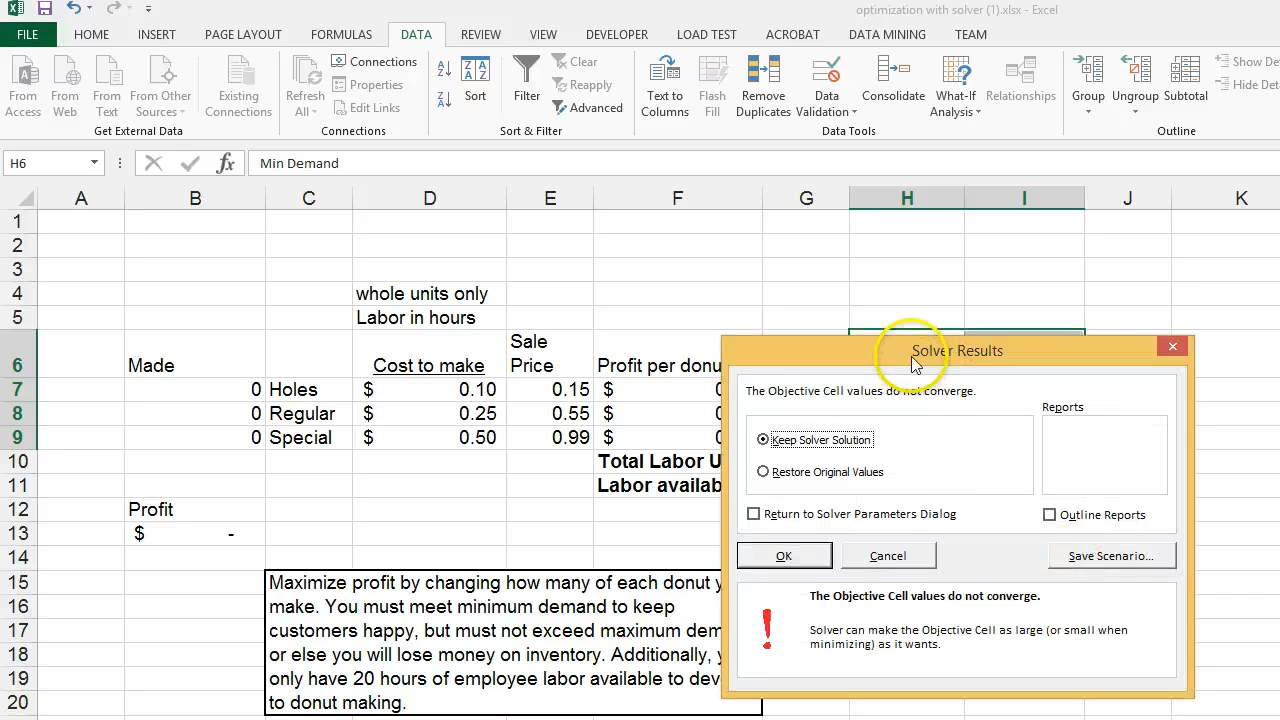 optimization with solver (1).xlsx - Excel
FILE HOME INSERT PAGE LAYOUT FORMULAS DATA REVIEW VIEW DEVELOPER LOAD TEST ACROBAT DATA MINING TEAM
From Access
From Web
From Text
From Other Sources
Existing Connections
Get External Data
Refresh All
Connections
Properties
Edit Links
Connections
Sort
Filter
Clear
Reapply
Advanced
Sort & Filter
Text to Columns
Flash Fill
Remove Duplicates
Data Validation
Consolidate
What-If Analysis
Relationships
Data Tools
Group
Ungroup
Subtotal
Show De
Hide Det
Outline
H6 fx Min Demand
A B C D E F G H I J K
1
2
3
4 whole units only
5 Labor in hours
6 Made Cost to make Sale Price Profit per donu
7 0 Holes $ 0.10 0.15 $ 0
8 0 Regular $ 0.25 0.55 $ 0
9 0 Special $ 0.50 0.99 $ 0
10 Total Labor U
11 Labor availab
12 Profit
13 $ -
14
15 Maximize profit by changing how many of each donut y
16 make. You must meet minimum demand to keep
17 customers happy, but must not exceed maximum dem
18 or else you will lose money on inventory. Additionally, y
19 only have 20 hours of employee labor available to dev
20 to donut making.
Solver Results
The Objective Cell values do not converge.
Reports
Keep Solver Solution
Restore Original Values
Return to Solver Parameters Dialog
Outline Reports
OK
Cancel
Save Scenario...
The Objective Cell values do not converge.
Solver can make the Objective Cell as large (or small when
minimizing) as it wants.